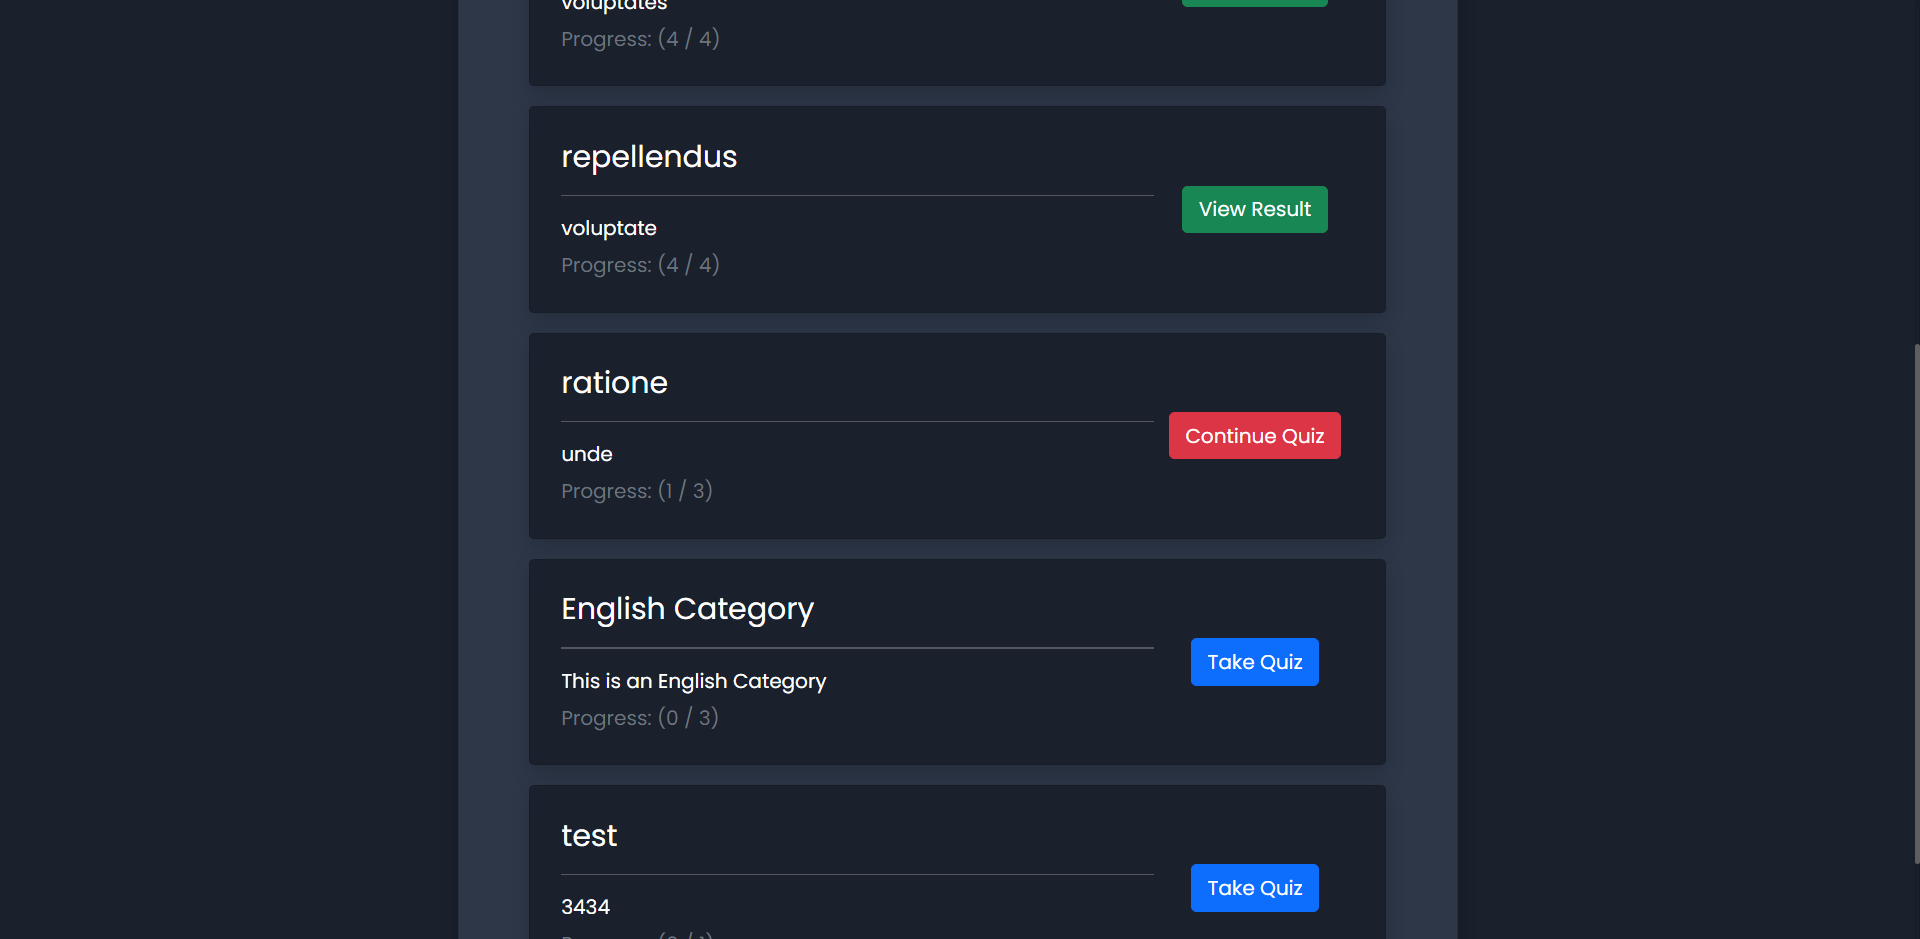 voluptates
Progress: (4 / 4)
repellendus
View Result
voluptate
Progress: (4 / 4)
ratione
Continue Quiz
unde
Progress: (1 / 3)
English Category
Take Quiz
This is an English Category
Progress: (0 / 3)
test
Take Quiz
3434